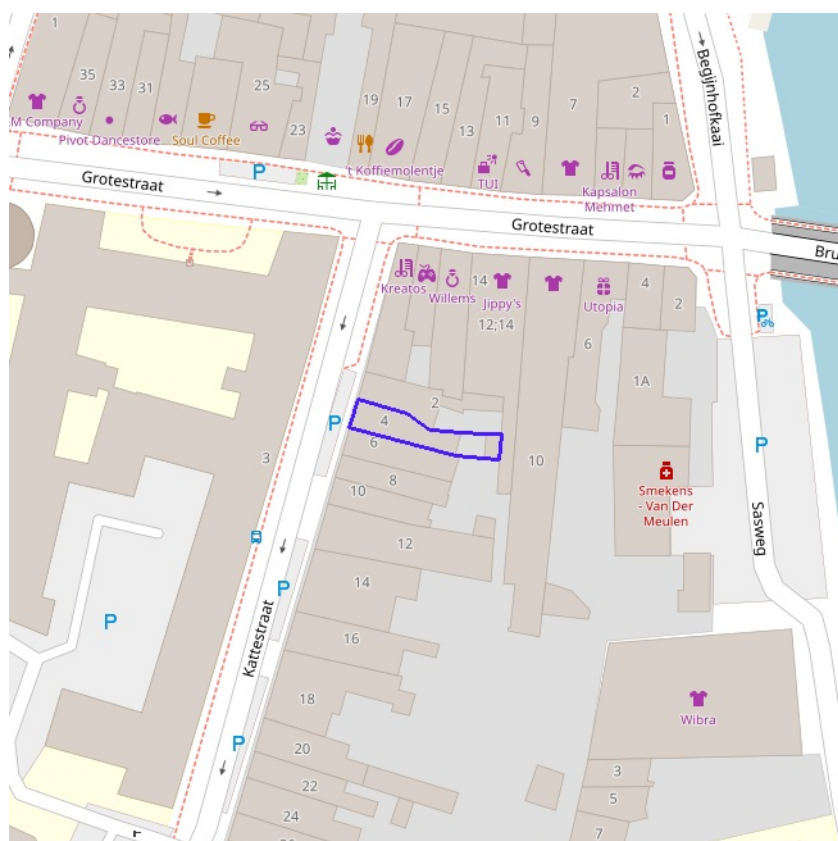 1
35
33
31
25
23
19
17
15
13
11
9
7
2
1
Begijnhofkaai
M Company
Pivot Dancestore
Soul Coffee
't Koffiemolentje
TUI
Kapsalon
Mehmet
P
Grotestraat
Grotestraat
Bru
Kreatos
Willems
14
Jippy's
12;14
Utopia
4
2
6
1A
P
2
4
P
6
3
8
10
10
12
14
16
18
20
22
24
Smekens
- Van Der
Meulen
P
Sasweg
P
P
P
Kattestraat
Wibra
3
5
7